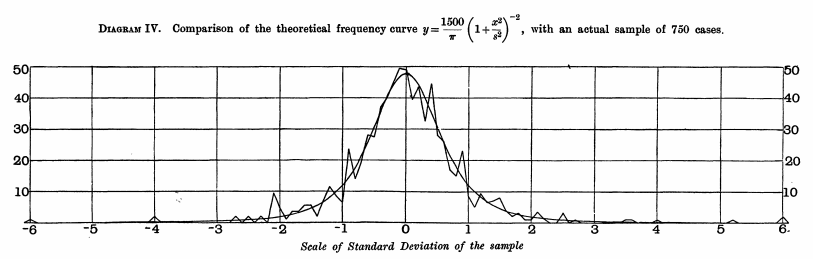 DIAGRAM IV. Comparison of the theoretical frequency curve y = 1500/π (1 + x²/s²)⁻², with an actual sample of 750 cases.
50 50
40 40
30 30
20 20
10 10
-6 -5 -4 -3 -2 -1 0 1 2 3 4 5 6
Scale of Standard Deviation of the sample